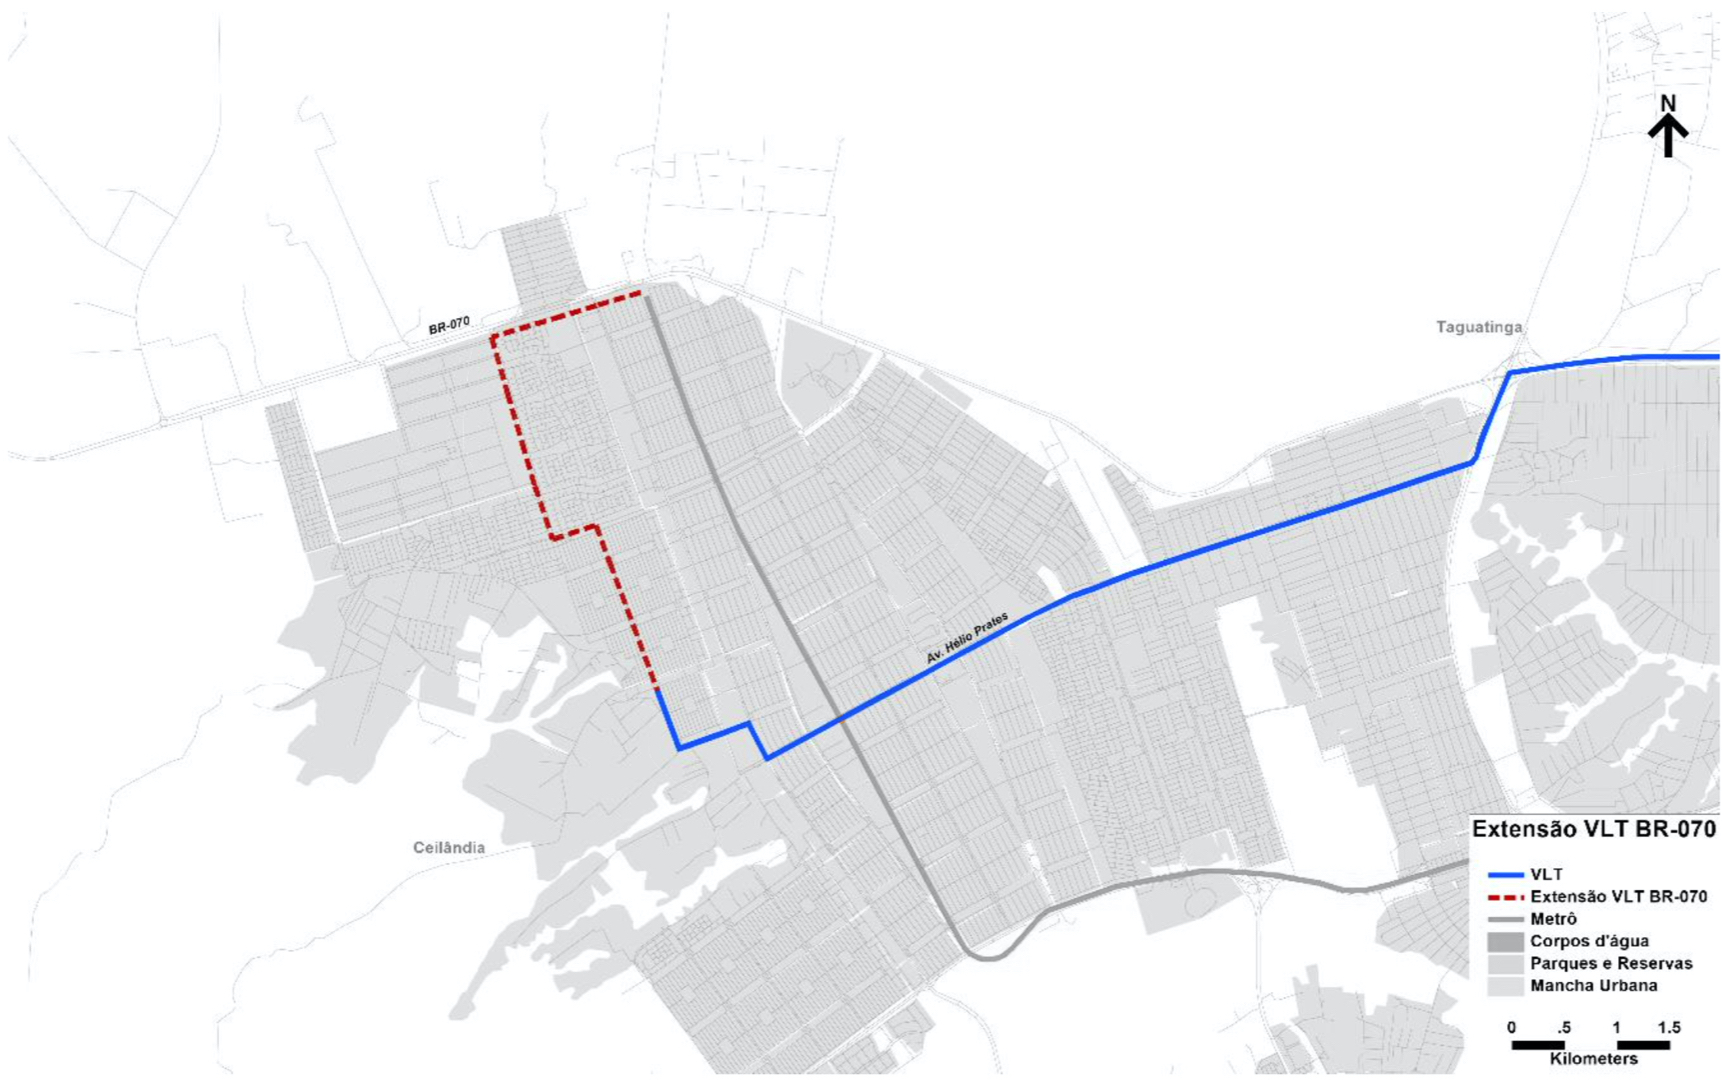 N
BR-070
Taguatinga
Av. Hélio Prates
Ceilândia
Extensão VLT BR-070
VLT
Extensão VLT BR-070
Metrô
Corpos d'água
Parques e Reservas
Mancha Urbana
0 .5 1 1.5
Kilometers